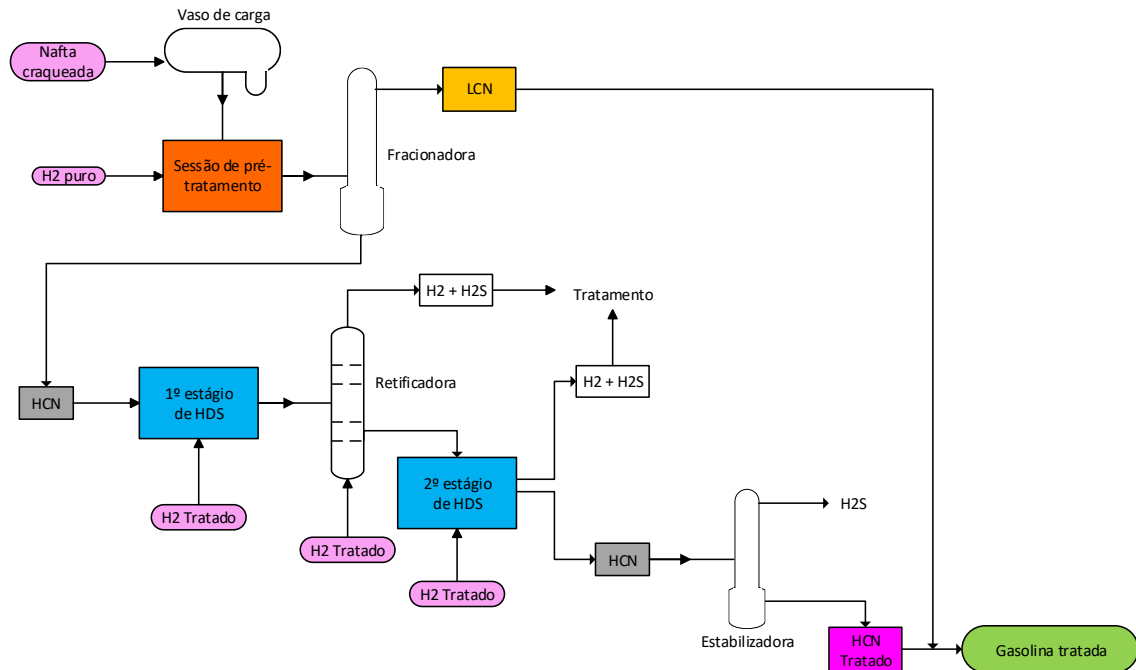 Vaso de carga
Nafta
craqueada
LCN
Fracionadora
Sessão de pré-
tratamento
H2 puro
H2 + H2S
Tratamento
Retificadora
H2 + H2S
HCN
1º estágio
de HDS
2º estágio
de HDS
H2 Tratado
H2 Tratado
H2 Tratado
H2S
HCN
Estabilizadora
HCN
Tratado
Gasolina tratada